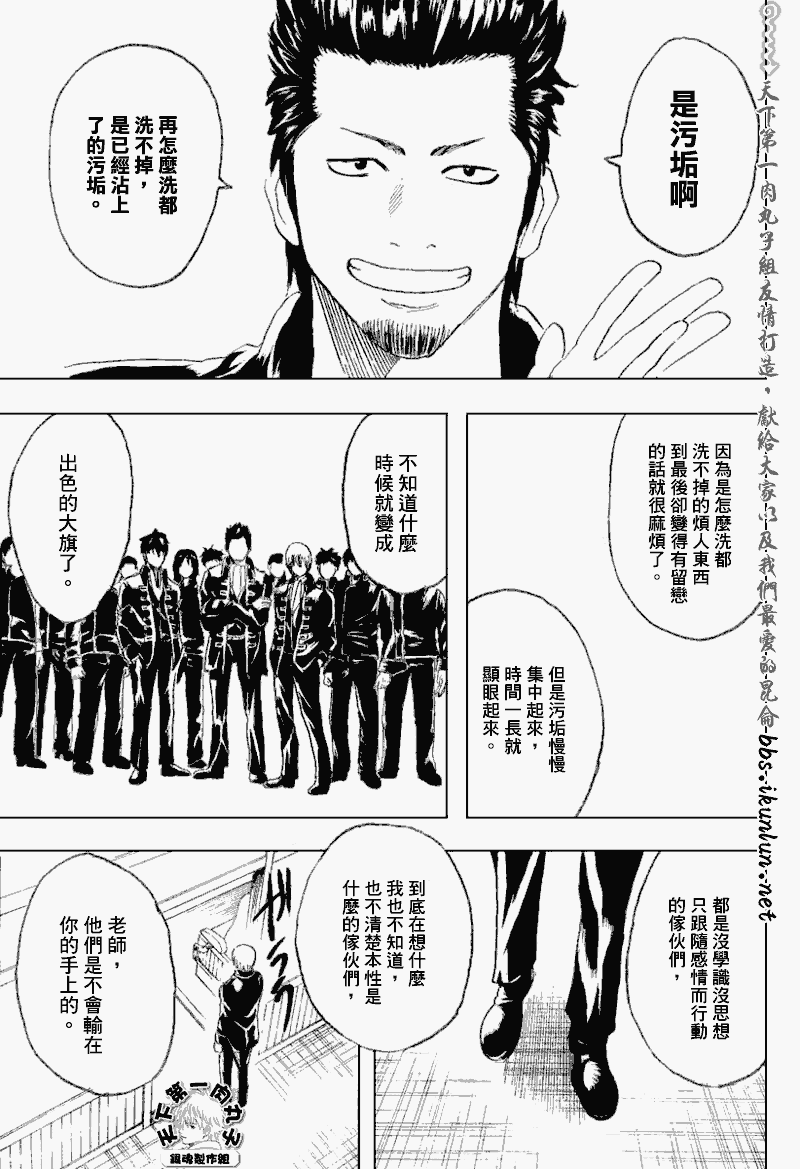 是污垢啊
再怎麼洗都
洗不掉，
是已經沾上
了的污垢。
因為是怎麼洗都
洗不掉的煩人東西
到最後卻變得有留戀
的話就很麻煩了。
但是污垢慢慢
集中起來，
時間一長就
顯眼起來。
不知道什麼
時候就變成
出色的大旗了。
都是沒學識沒思想
只跟隨感情而行動
的傢伙們，
到底在想什麼
我也不知道，
也不清楚本性是
什麼的傢伙們，
老師，
他們是不會輸在
你的手上的。
天下第一肉丸子組友情打造，獻給大家以及我們最愛的昆侖-bbs.ikunlun.net
天下第一肉丸子
銀魂製作組